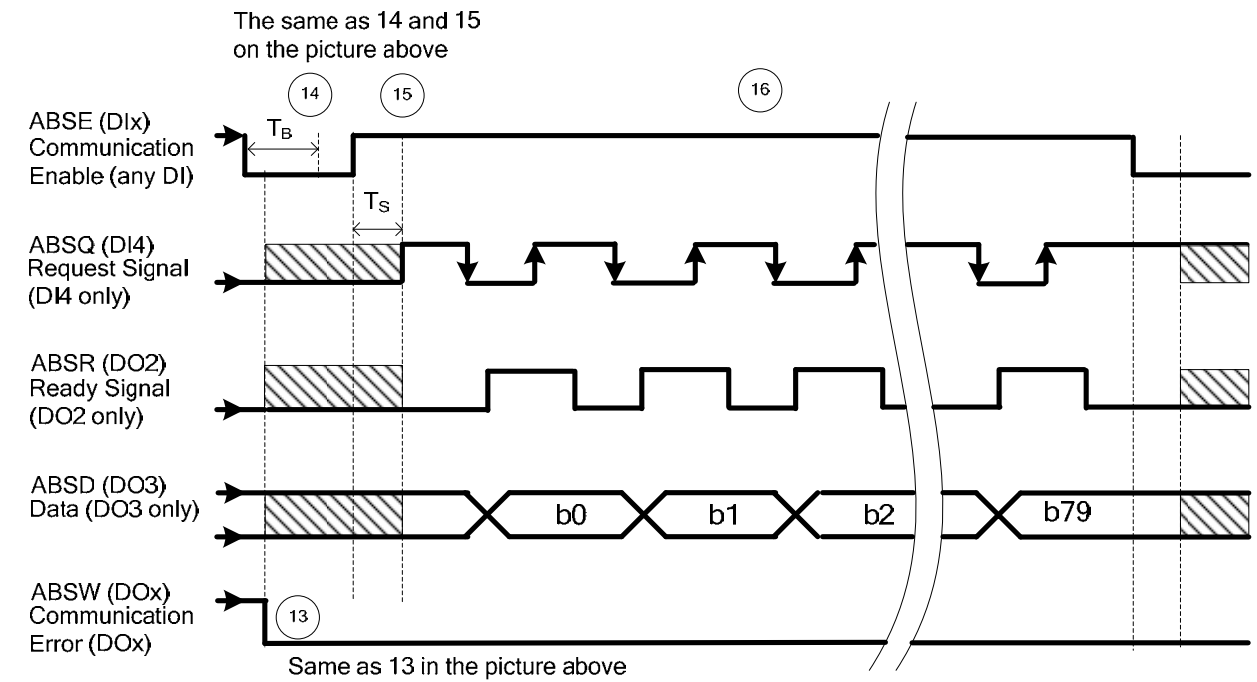 The same as 14 and 15
on the picture above
14
15
16
ABSE (DIx)
Communication
Enable (any DI)
TB
TS
ABSQ (DI4)
Request Signal
(DI4 only)
ABSR (DO2)
Ready Signal
(DO2 only)
ABSD (DO3)
Data (DO3 only)
b0
b1
b2
b79
ABSW (DOx)
Communication
Error (DOx)
13
Same as 13 in the picture above